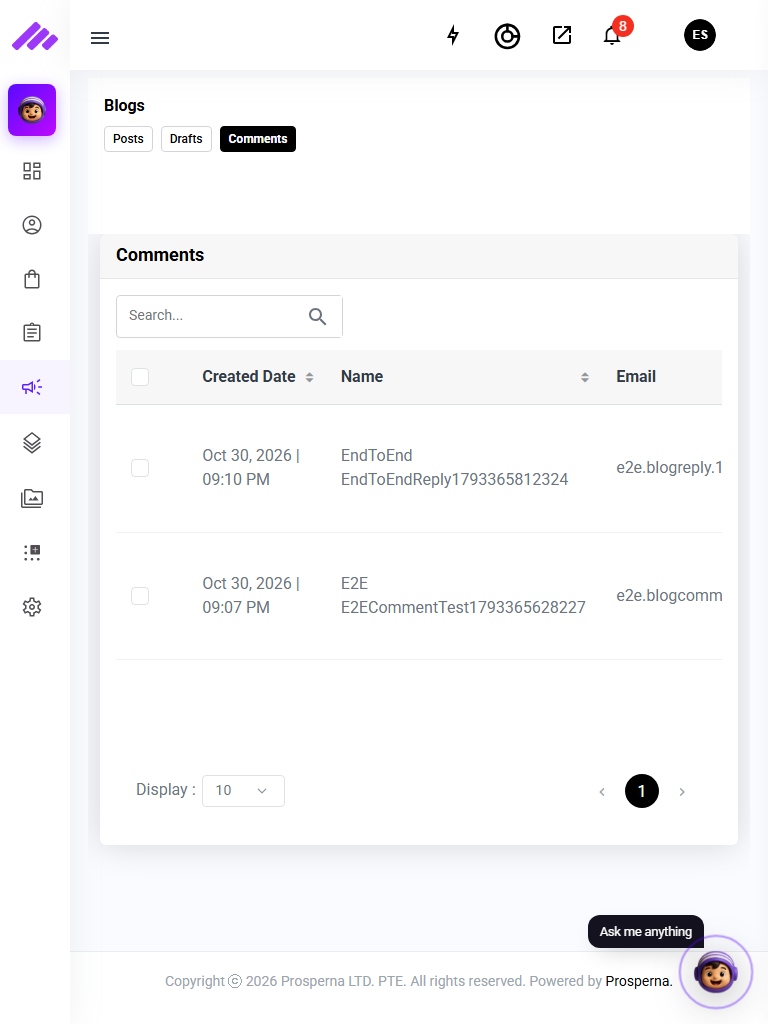 8
ES
Blogs
Posts
Drafts
Comments
Comments
Search...
Created Date
Name
Email
Oct 30, 2026 |
09:10 PM
EndToEnd
EndToEndReply1793365812324
e2e.blogreply.1
Oct 30, 2026 |
09:07 PM
E2E
E2ECommentTest1793365628227
e2e.blogcomm
Display :
10
1
Ask me anything
Copyright ⓒ 2026 Prosperna LTD. PTE. All rights reserved. Powered by Prosperna.